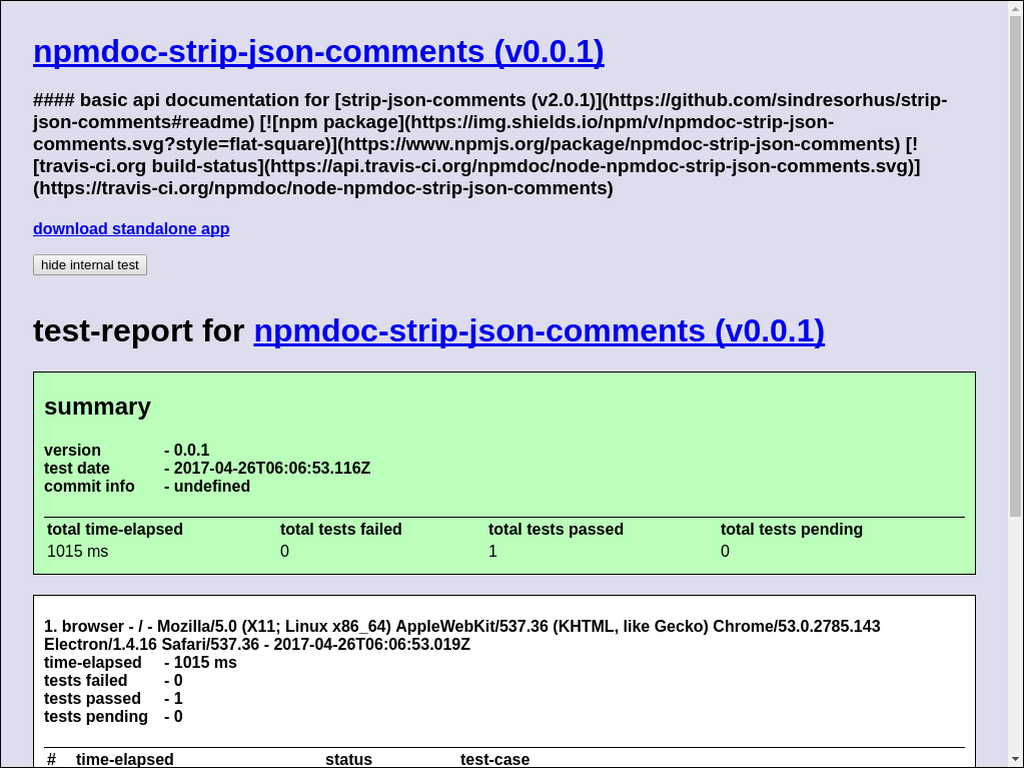 npmdoc-strip-json-comments (v0.0.1)
#### basic api documentation for [strip-json-comments (v2.0.1)](https://github.com/sindresorhus/strip-
json-comments#readme) [![npm package](https://img.shields.io/npm/v/npmdoc-strip-json-
comments.svg?style=flat-square)](https://www.npmjs.org/package/npmdoc-strip-json-comments) [!
[travis-ci.org build-status](https://api.travis-ci.org/npmdoc/node-npmdoc-strip-json-comments.svg)]
(https://travis-ci.org/npmdoc/node-npmdoc-strip-json-comments)
download standalone app
hide internal test
test-report for npmdoc-strip-json-comments (v0.0.1)
summary
version - 0.0.1
test date - 2017-04-26T06:06:53.116Z
commit info - undefined
total time-elapsed total tests failed total tests passed total tests pending
1015 ms 0 1 0
1. browser - / - Mozilla/5.0 (X11; Linux x86_64) AppleWebKit/537.36 (KHTML, like Gecko) Chrome/53.0.2785.143
Electron/1.4.16 Safari/537.36 - 2017-04-26T06:06:53.019Z
time-elapsed - 1015 ms
tests failed - 0
tests passed - 1
tests pending - 0
# time-elapsed status test-case